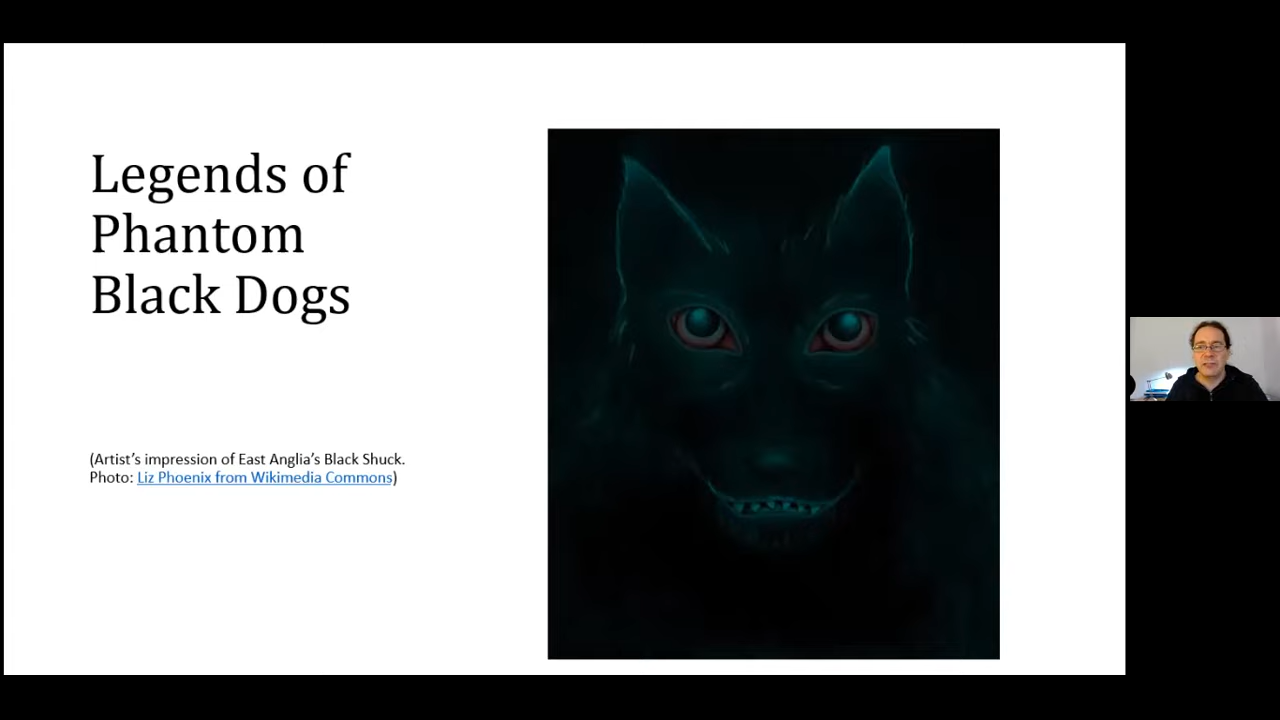 Legends of
Phantom
Black Dogs
(Artist’s impression of East Anglia’s Black Shuck.
Photo: Liz Phoenix from Wikimedia Commons)